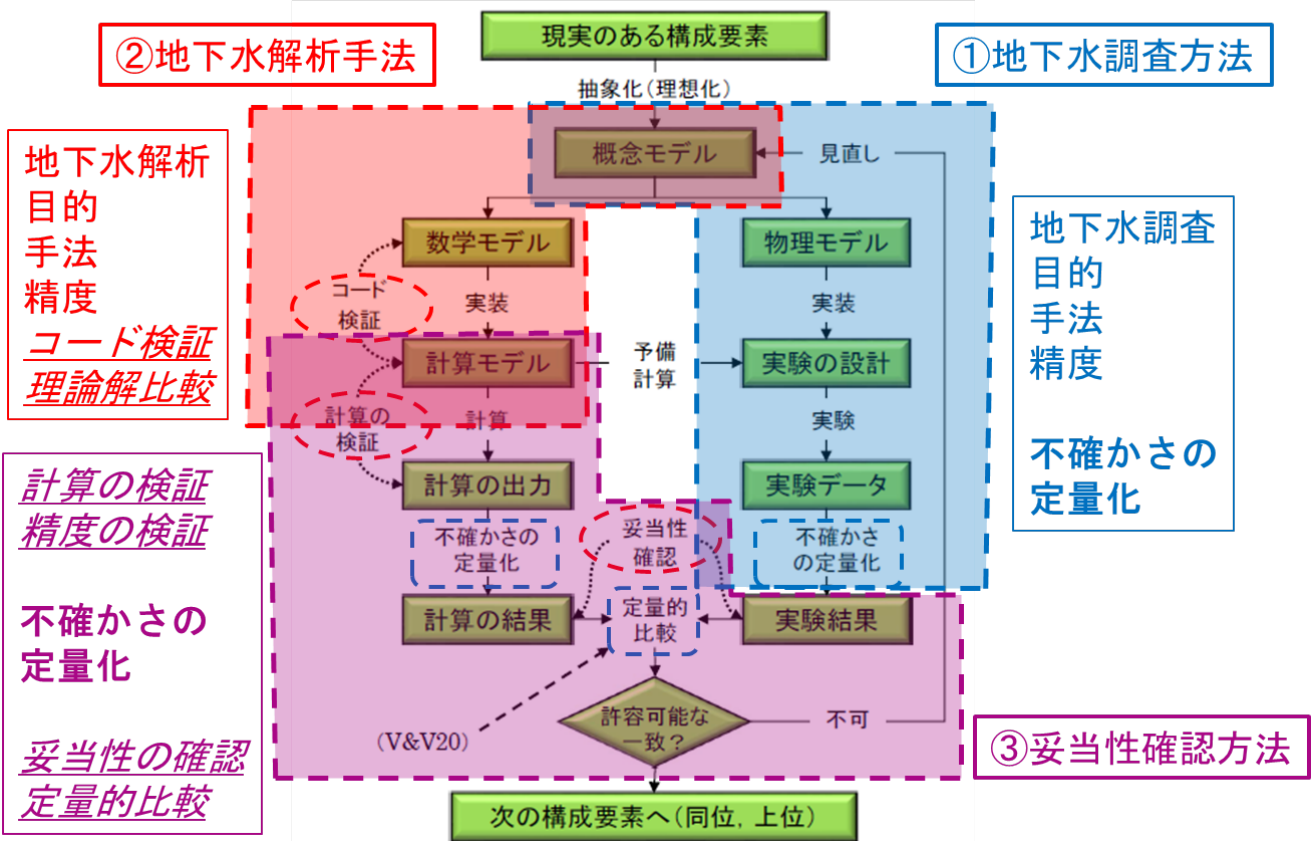 現実のある構成要素
②地下水解析手法
①地下水調査方法
抽象化(理想化)
概念モデル
見直し
地下水解析
目的
手法
精度
コード検証
理論解比較
数学モデル
物理モデル
コード
検証
実装
実装
計算モデル
予備
計算
実験の設計
計算の
検証
計算
実験
計算の出力
実験データ
不確かさの
定量化
妥当性
確認
不確かさ
の定量化
計算の結果
定量的
比較
実験結果
許容可能な
一致?
不可
(V&V20)
次の構成要素へ(同位, 上位)
地下水調査
目的
手法
精度
不確かさの
定量化
計算の検証
精度の検証
不確かさの
定量化
妥当性の確認
定量的比較
③妥当性確認方法